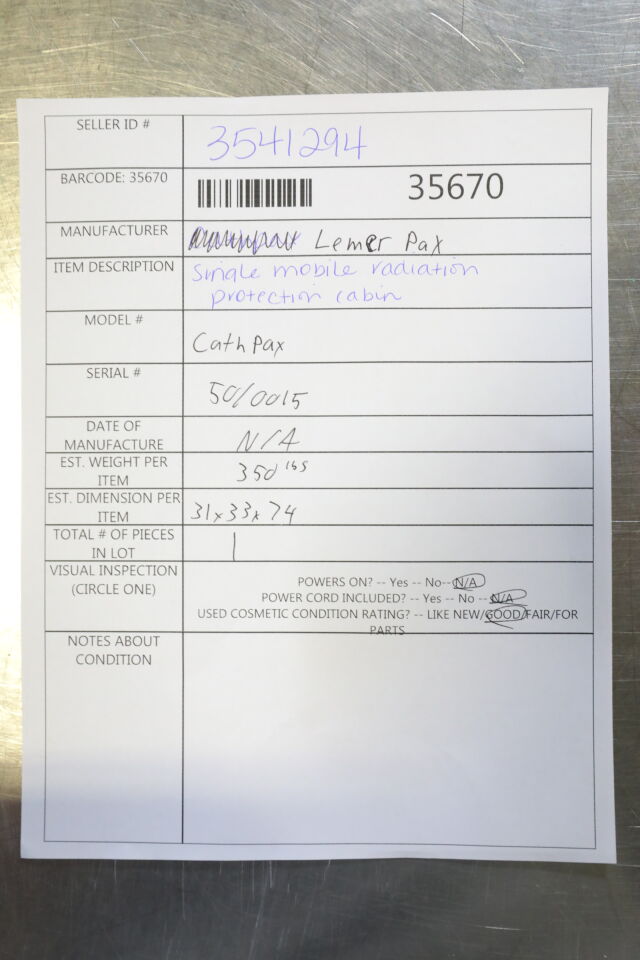 SELLER ID #
3541294
BARCODE: 35670
35670
MANUFACTURER
Lemer Pax
ITEM DESCRIPTION
Single mobile radiation
protection cabin
MODEL #
CathPax
SERIAL #
50/0015
DATE OF
MANUFACTURE
N/A
EST. WEIGHT PER
ITEM
350 lbs
EST. DIMENSION PER
ITEM
31x33x74
TOTAL # OF PIECES
IN LOT
1
VISUAL INSPECTION
(CIRCLE ONE)
POWERS ON? -- Yes -- No--N/A
POWER CORD INCLUDED? -- Yes -- No -- N/A
USED COSMETIC CONDITION RATING? -- LIKE NEW/GOOD/FAIR/FOR
PARTS
NOTES ABOUT
CONDITION